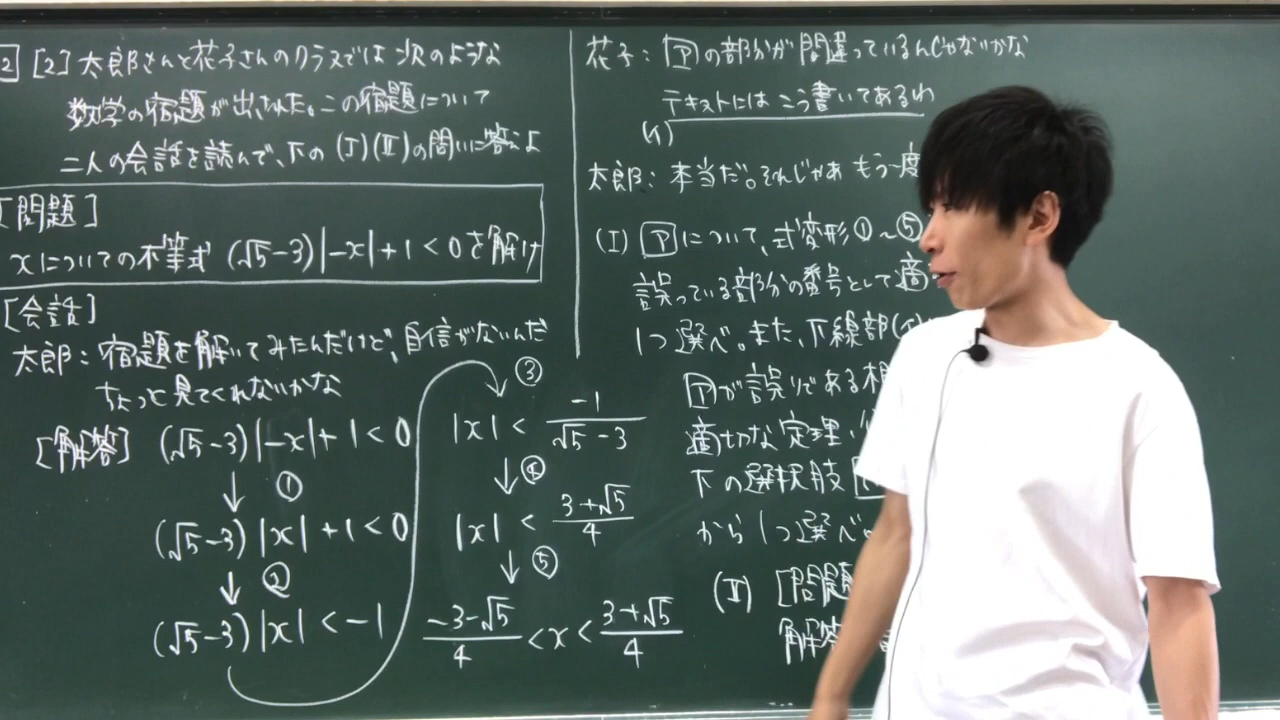 2 [2] 太郎さんと花子さんのクラスでは次のような
数学の宿題が出された。この宿題について
二人の会話を読んで、下の(I)(II)の問いに答えよ
[問題]
xについての不等式 (√5-3)|-x|+1<0を解け
[会話]
太郎: 宿題を解いてみたんだけど、自信がないんだ
ちょっと見てくれないかな
[解答] (√5-3)|-x|+1<0
↓ ①
(√5-3)|x|+1<0
↓ ②
(√5-3)|x|<-1
↓ ③
|x| < -1/(√5-3)
↓ ④
|x| < (3+√5)/4
↓ ⑤
(-3-√5)/4 < x < (3+√5)/4
花子: ア の部分が間違っているんじゃないかな
テキストにはこう書いてあるわ
(イ)
太郎: 本当だ。それじゃあもう一度
(I) ア について、式変形①~⑤
誤っている部分の番号として適
1つ選べ。また、下線部(イ)
ア が誤りである根
適切な定理
下の選択肢
から1つ選べ。
(II) [問題
解答